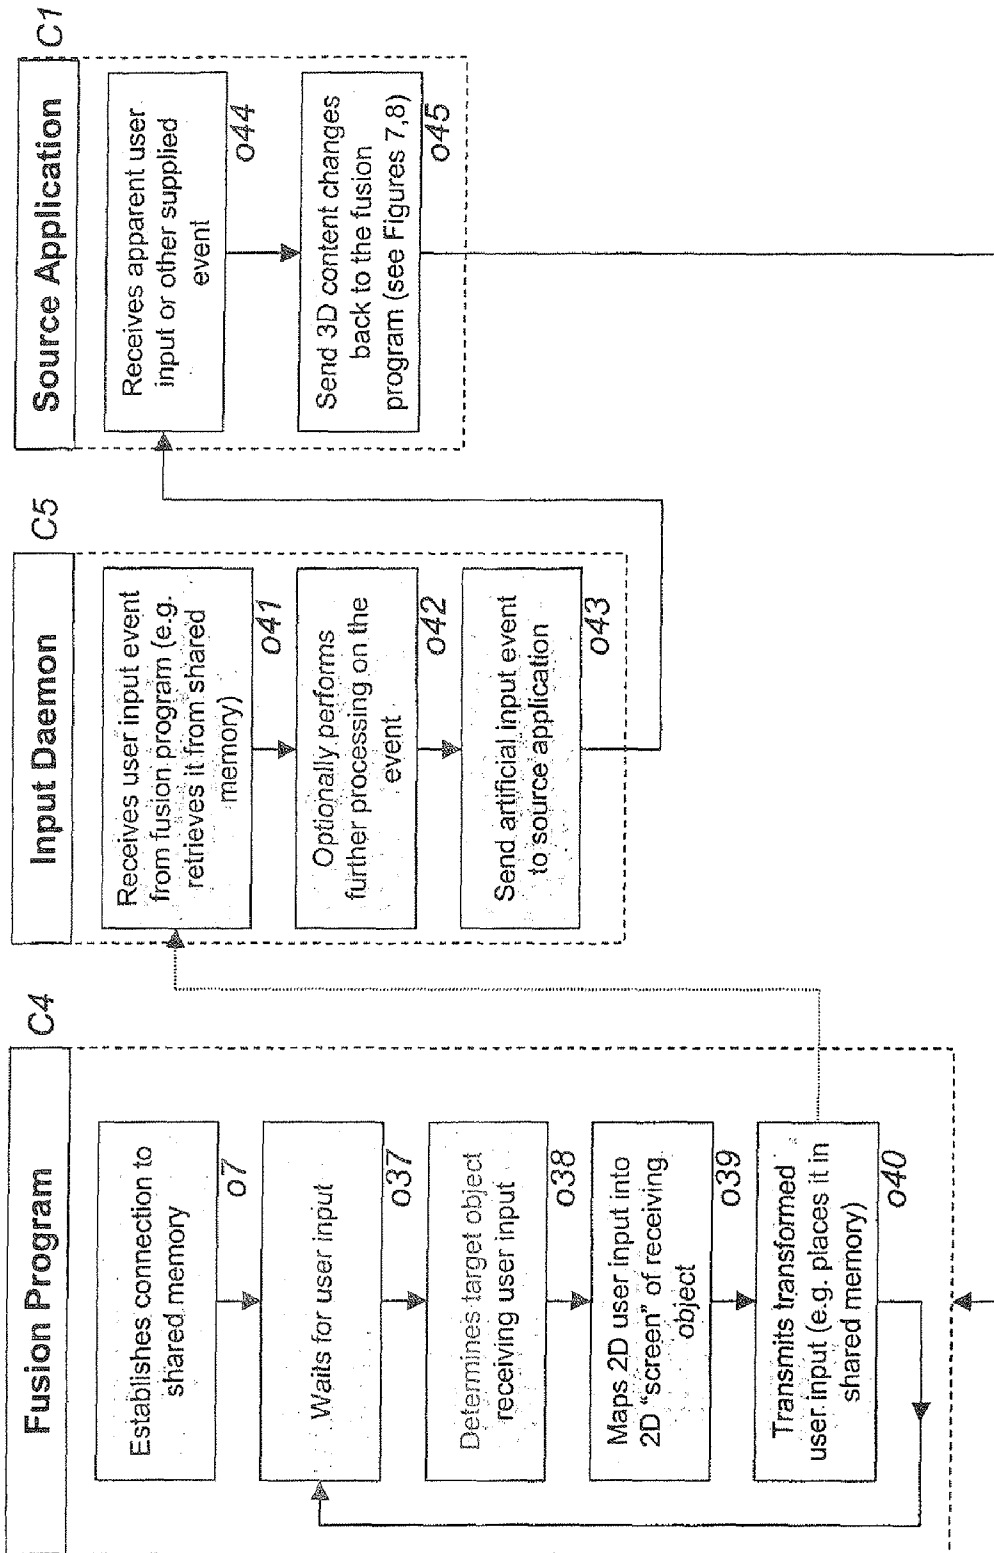 Fusion Program
C4
Establishes connection to
shared memory
o7
Waits for user input
o37
Determines target object
receiving user input
o38
Maps 2D user input into
2D “screen” of receiving
object
o39
Transmits transformed
user input (e.g. places it in
shared memory)
o40
Input Daemon
C5
Receives user input event
from fusion program (e.g.
retrieves it from shared
memory)
o41
Optionally performs
further processing on the
event
o42
Send artificial input event
to source application
o43
Source Application
C1
Receives apparent user
input or other supplied
event
o44
Send 3D content changes
back to the fusion
program (see Figures 7,8)
o45